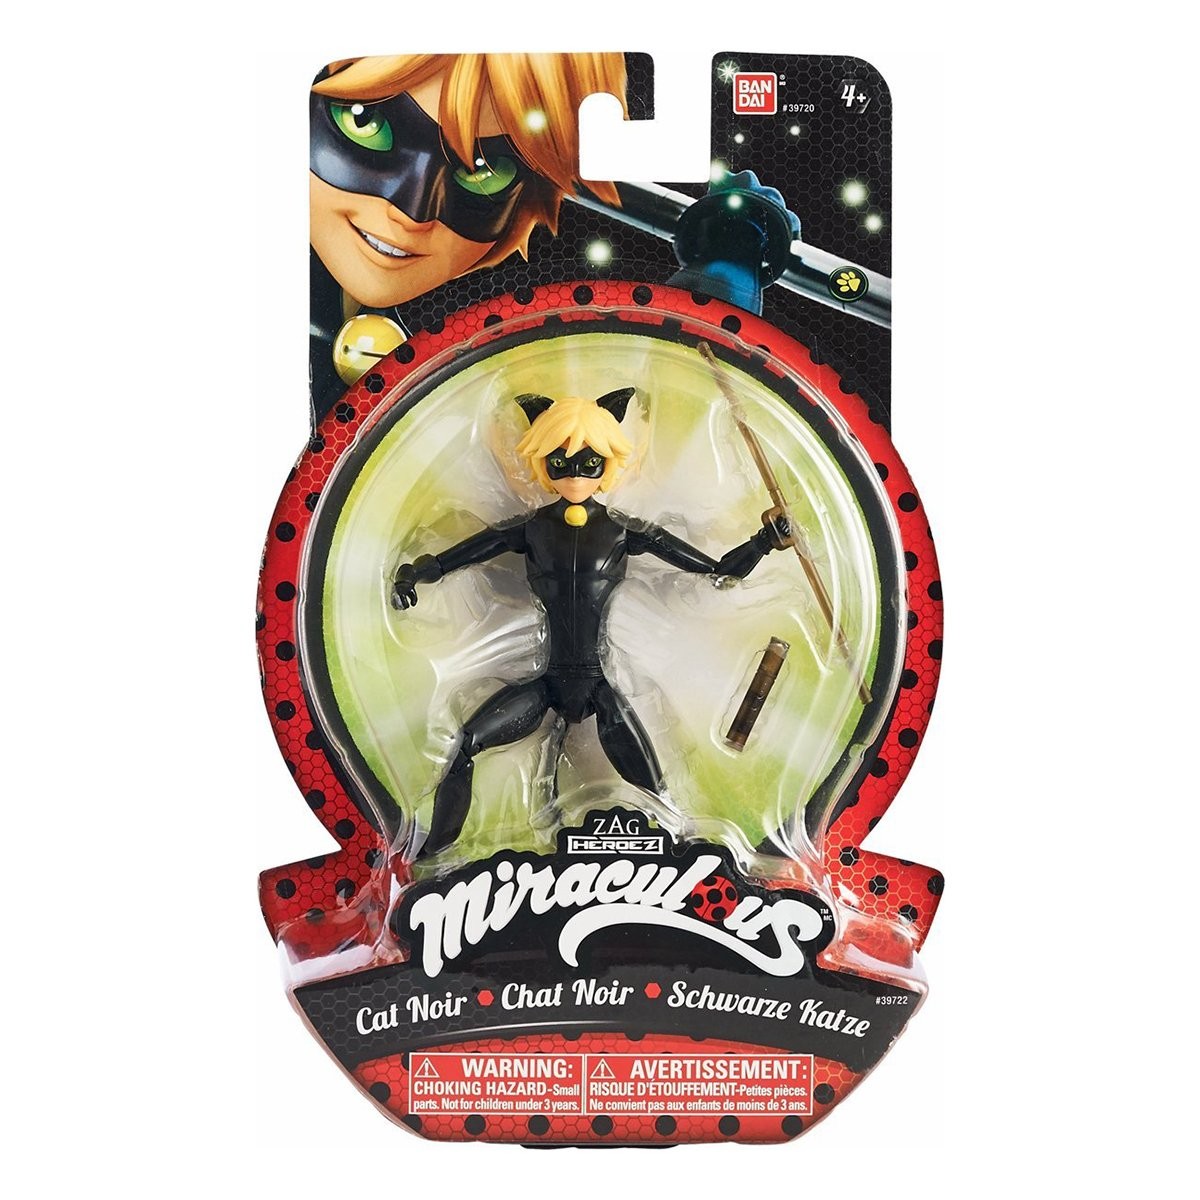 BAN
DAI
®
#39720
4+
ZAG
HEROEZ
Miraculous
TM
MC
Cat Noir • Chat Noir • Schwarze Katze
#39722
WARNING:
CHOKING HAZARD-Small
parts. Not for children under 3 years.
AVERTISSEMENT:
RISQUE D'ÉTOUFFEMENT-Petites pièces.
Ne convient pas aux enfants de moins de 3 ans.